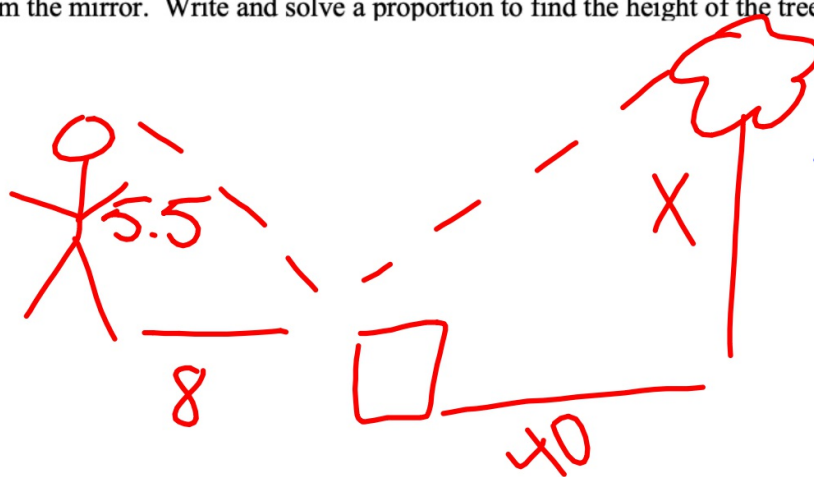 m the mirror. Write and solve a proportion to find the height of the tree
5.5
X
8
40